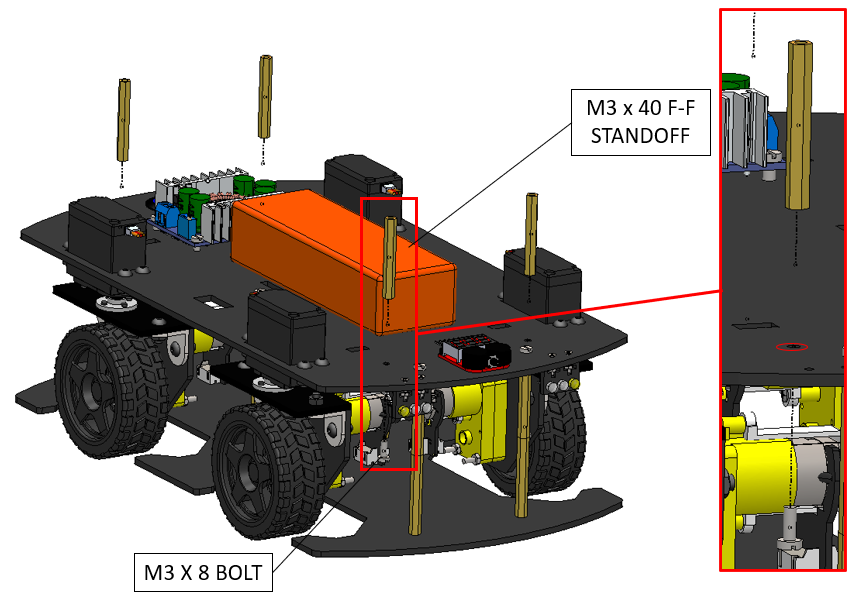 M3 x 40 F-F
STANDOFF
M3 X 8 BOLT